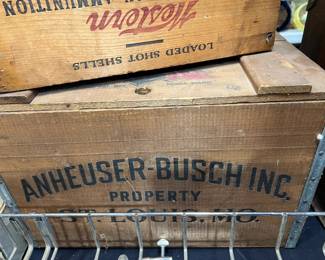 LOADED SHOT SHELLS
Western
AMMUNITION
ANHEUSER-BUSCH INC.
PROPERTY
ST. LOUIS, MO.